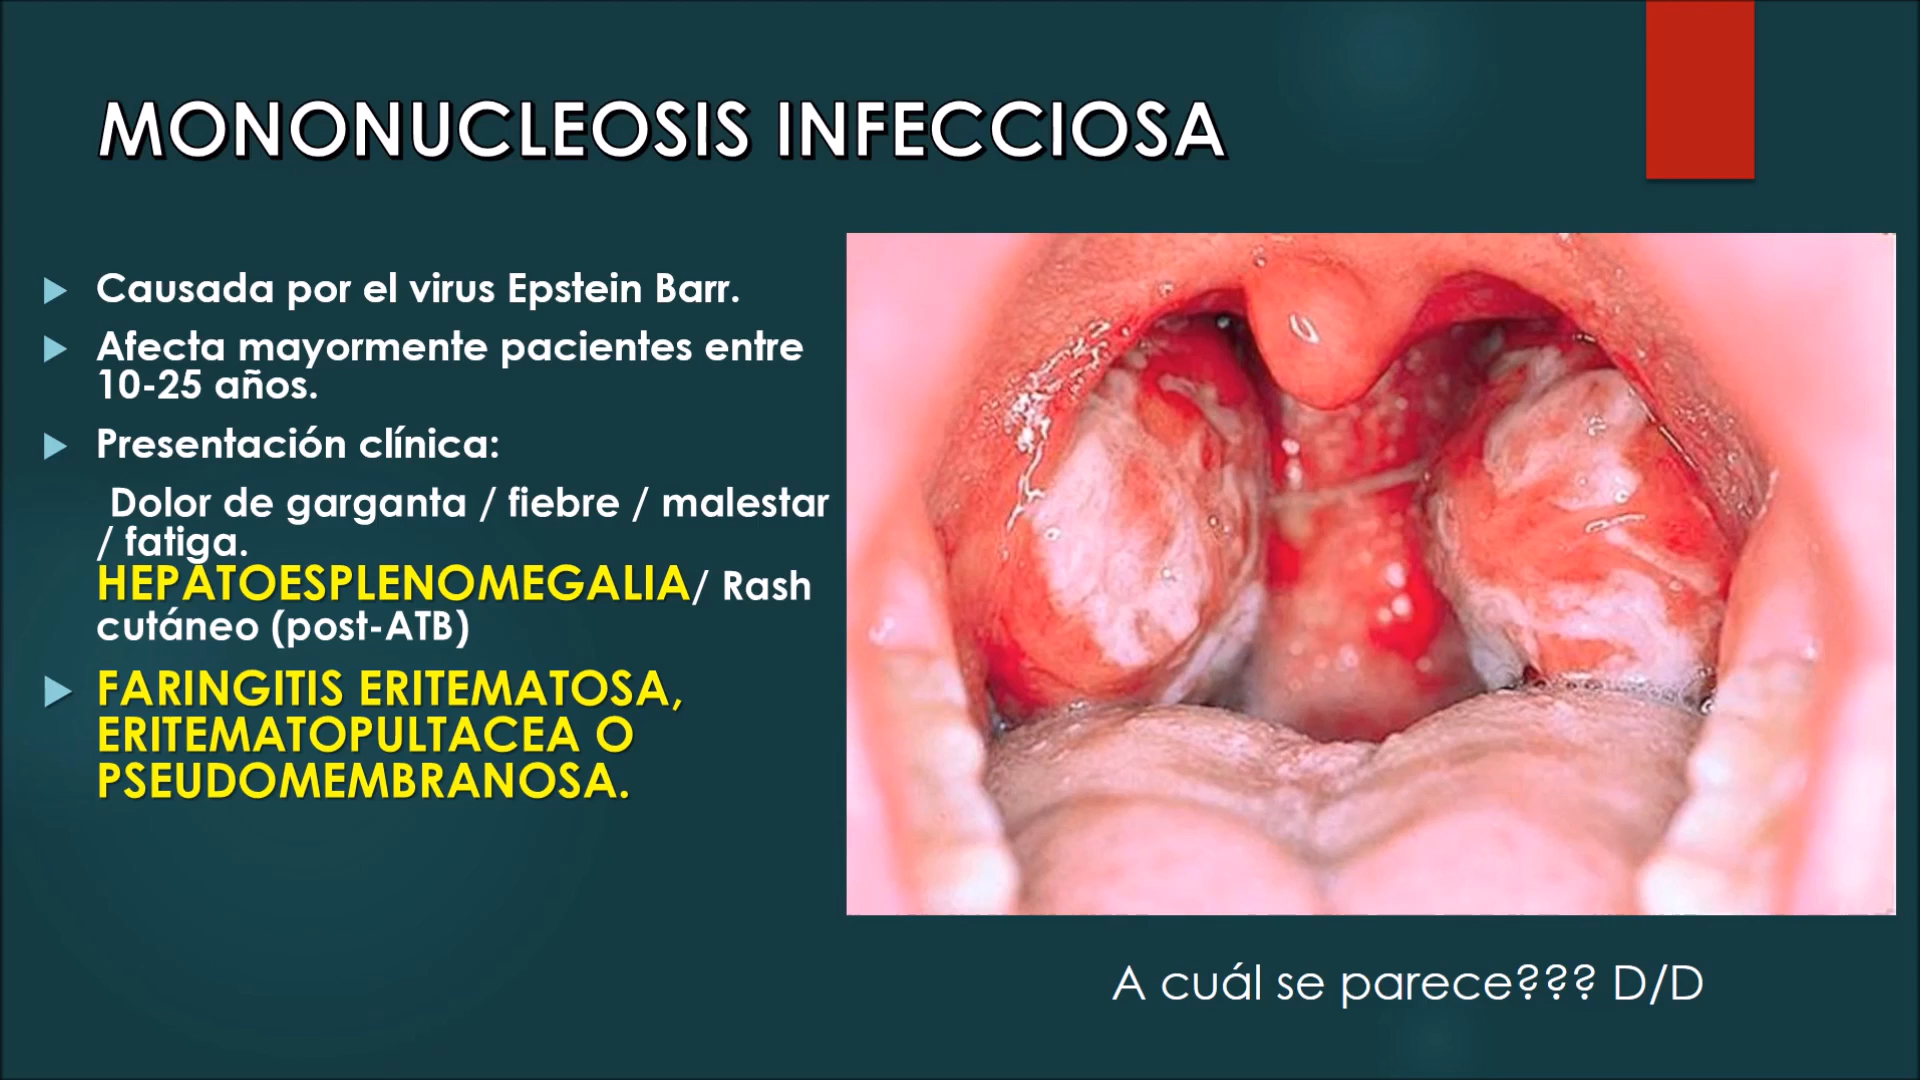 MONONUCLEOSIS INFECCIOSA
Causada por el virus Epstein Barr.
Afecta mayormente pacientes entre
10-25 años.
Presentación clínica:
Dolor de garganta / fiebre / malestar
/ fatiga.
HEPATOESPLENOMEGALIA/ Rash
cutáneo (post-ATB)
FARINGITIS ERITEMATOSA,
ERITEMATOPULTACEA O
PSEUDOMEMBRANOSA.
A cuál se parece??? D/D